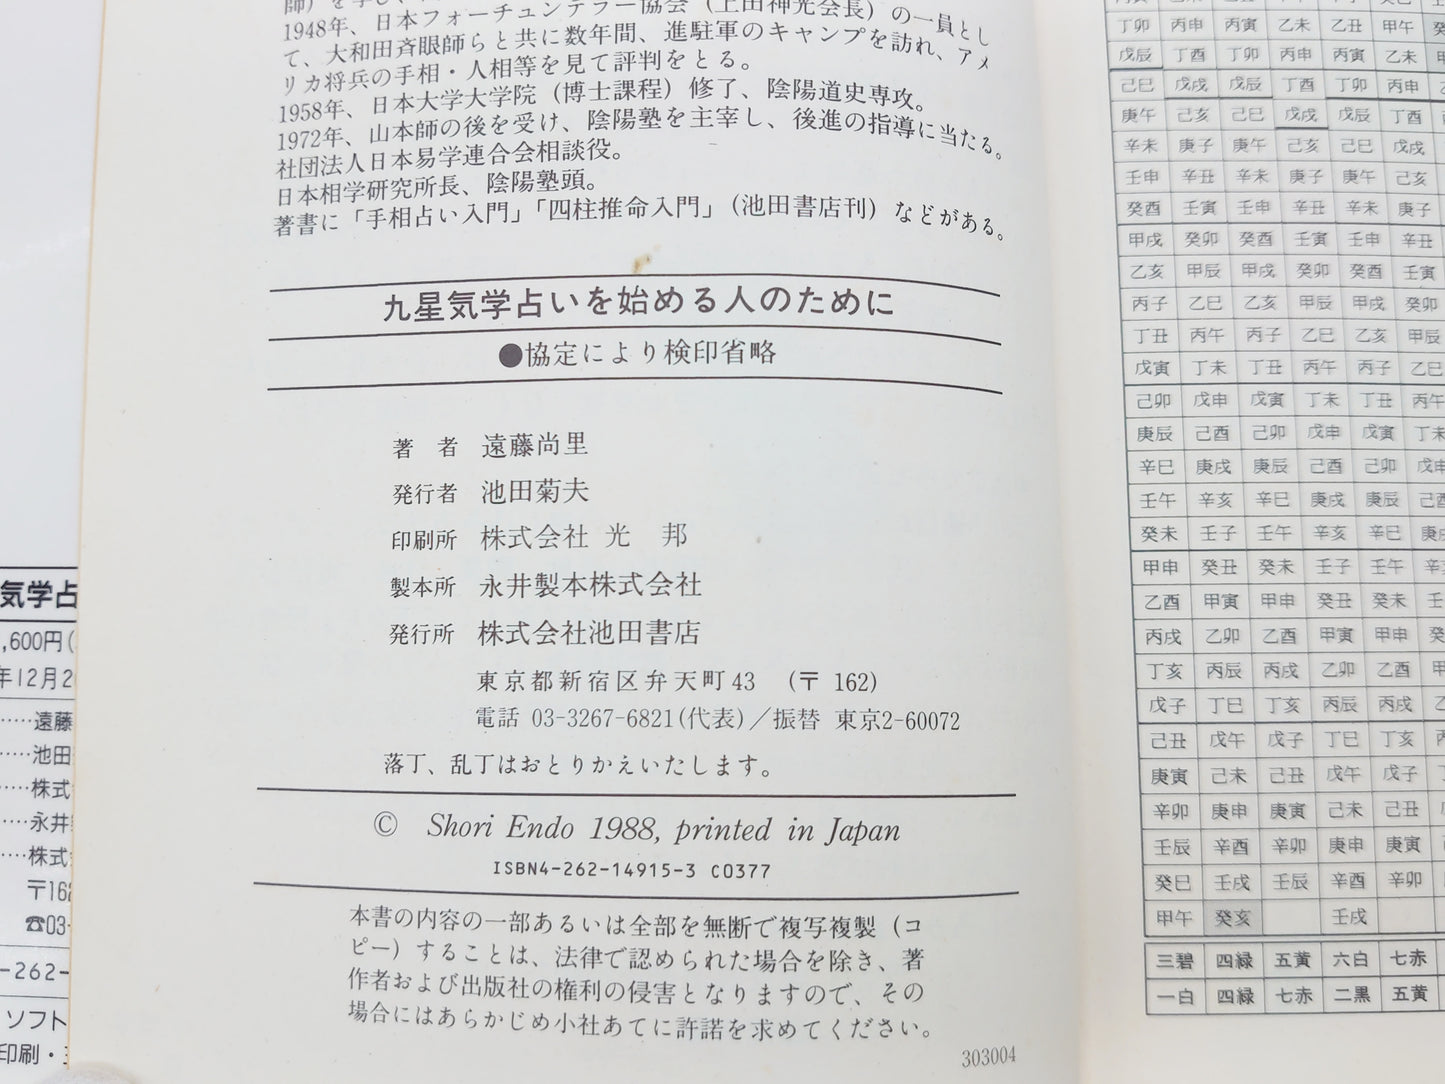 1948年、日本フォーチュンテラー協会（上田神光会長）の一員とし
て、大和田斉眼師らと共に数年間、進駐軍のキャンプを訪れ、アメ
リカ将兵の手相・人相等を見て評判をとる。
1958年、日本大学大学院（博士課程）修了、陰陽道史専攻。
1972年、山本師の後を受け、陰陽塾を主宰し、後進の指導に当たる。
社団法人日本易学連合会相談役。
日本相学研究所長、陰陽塾頭。
著書に「手相占い入門」「四柱推命入門」（池田書店刊）などがある。
九星気学占いを始める人のために
●協定により検印省略
著　者　遠藤尚里
発行者　池田菊夫
印刷所　株式会社 光　邦
製本所　永井製本株式会社
発行所　株式会社池田書店
東京都新宿区弁天町43　（〒 162）
電話 03-3267-6821(代表)／振替 東京2-60072
落丁、乱丁はおとりかえいたします。
© Shori Endo 1988, printed in Japan
ISBN4-262-14915-3 C0377
本書の内容の一部あるいは全部を無断で複写複製（コ
ピー）することは、法律で認められた場合を除き、著
作者および出版社の権利の侵害となりますので、その
場合にはあらかじめ小社あてに許諾を求めてください。
303004
気学占
,600円(
年12月2
……遠藤
……池田
……株式
……永井
……株式
〒162
☎03-
-262-
ソフト
印刷・
丁卯 丙申 丙寅 乙未 乙丑 甲午
戊辰 丁酉 丁卯 丙申 丙寅 乙未
己巳 戊戌 戊辰 丁酉 丁卯 丙申
庚午 己亥 己巳 戊戌 戊辰 丁酉
辛未 庚子 庚午 己亥 己巳 戊戌
壬申 辛丑 辛未 庚子 庚午 己亥
癸酉 壬寅 壬申 辛丑 辛未 庚子
甲戌 癸卯 癸酉 壬寅 壬申 辛丑
乙亥 甲辰 甲戌 癸卯 癸酉 壬寅
丙子 乙巳 乙亥 甲辰 甲戌 癸卯
丁丑 丙午 丙子 乙巳 乙亥 甲辰
戊寅 丁未 丁丑 丙午 丙子 乙巳
己卯 戊申 戊寅 丁未 丁丑 丙午
庚辰 己酉 己卯 戊申 戊寅 丁未
辛巳 庚戌 庚辰 己酉 己卯 戊申
壬午 辛亥 辛巳 庚戌 庚辰 己酉
癸未 壬子 壬午 辛亥 辛巳 庚戌
甲申 癸丑 癸未 壬子 壬午 辛
乙酉 甲寅 甲申 癸丑 癸未 壬
丙戌 乙卯 乙酉 甲寅 甲申 癸
丁亥 丙辰 丙戌 乙卯 乙酉 甲
戊子 丁巳 丁亥 丙辰 丙戌 乙
己丑 戊午 戊子 丁巳 丁亥 丙
庚寅 己未 己丑 戊午 戊子
辛卯 庚申 庚寅 己未 己丑
壬辰 辛酉 辛卯 庚申 庚寅
癸巳 壬戌 壬辰 辛酉 辛卯
甲午 癸亥 壬戌
三碧 四緑 五黄 六白 七赤
一白 四緑 七赤 二黒 五黄